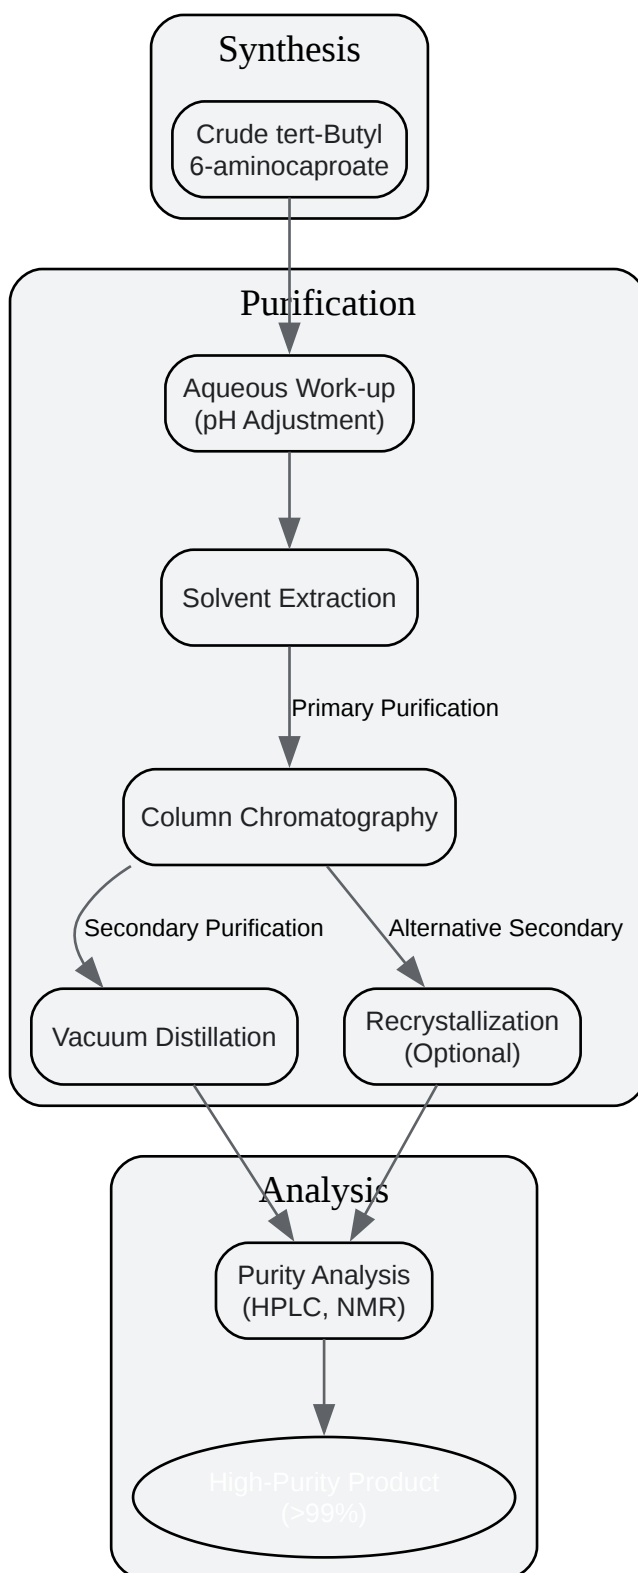 Synthesis
Crude tert-Butyl
6-aminocaproate
Purification
Aqueous Work-up
(pH Adjustment)
Solvent Extraction
Primary Purification
Column Chromatography
Secondary Purification
Alternative Secondary
Vacuum Distillation
Recrystallization
(Optional)
Analysis
Purity Analysis
(HPLC, NMR)
High-Purity Product
(>99%)